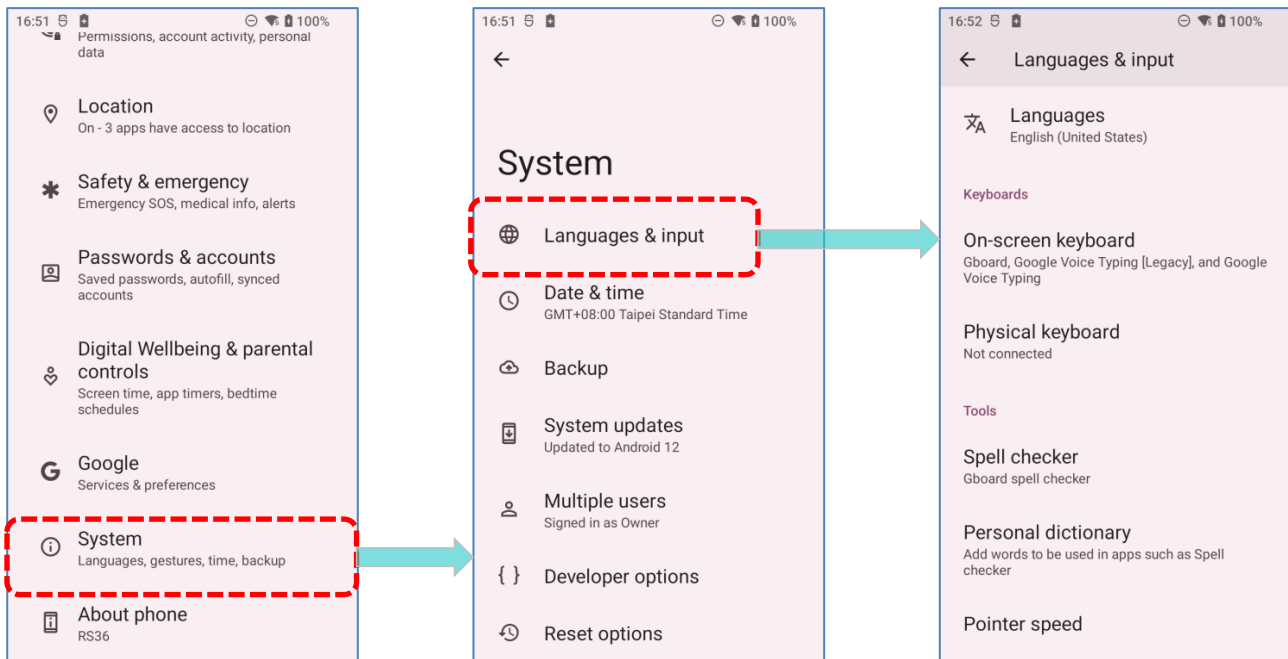 16:51
100%
Permissions, account activity, personal
data
Location
On - 3 apps have access to location
Safety & emergency
Emergency SOS, medical info, alerts
Passwords & accounts
Saved passwords, autofill, synced
accounts
Digital Wellbeing & parental
controls
Screen time, app timers, bedtime
schedules
Google
Services & preferences
System
Languages, gestures, time, backup
About phone
RS36
16:51
100%
System
Languages & input
Date & time
GMT+08:00 Taipei Standard Time
Backup
System updates
Updated to Android 12
Multiple users
Signed in as Owner
{ } Developer options
Reset options
16:52
100%
Languages & input
Languages
English (United States)
Keyboards
On-screen keyboard
Gboard, Google Voice Typing [Legacy], and Google
Voice Typing
Physical keyboard
Not connected
Tools
Spell checker
Gboard spell checker
Personal dictionary
Add words to be used in apps such as Spell
checker
Pointer speed